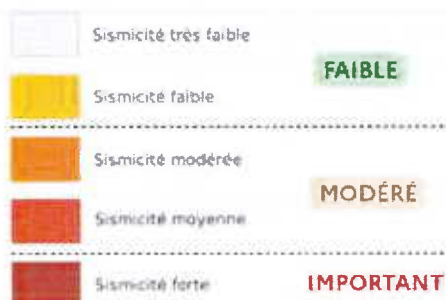 Sismicité très faible
FAIBLE
Sismicité faible
Sismicité modérée
MODÉRÉ
Sismicité moyenne
Sismicité forte
IMPORTANT